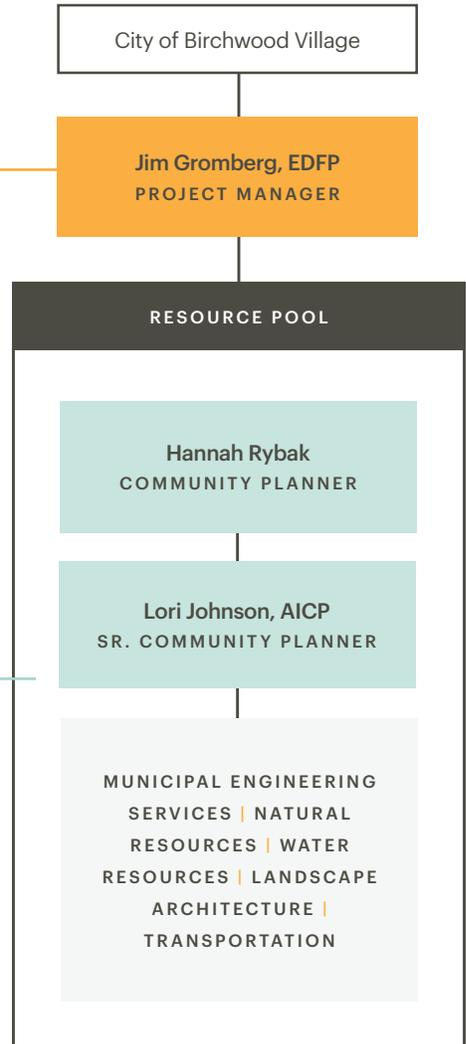 City of Birchwood Village
Jim Gromberg, EDFP
PROJECT MANAGER
RESOURCE POOL
Hannah Rybak
COMMUNITY PLANNER
Lori Johnson, AICP
SR. COMMUNITY PLANNER
MUNICIPAL ENGINEERING
SERVICES | NATURAL
RESOURCES | WATER
RESOURCES | LANDSCAPE
ARCHITECTURE |
TRANSPORTATION